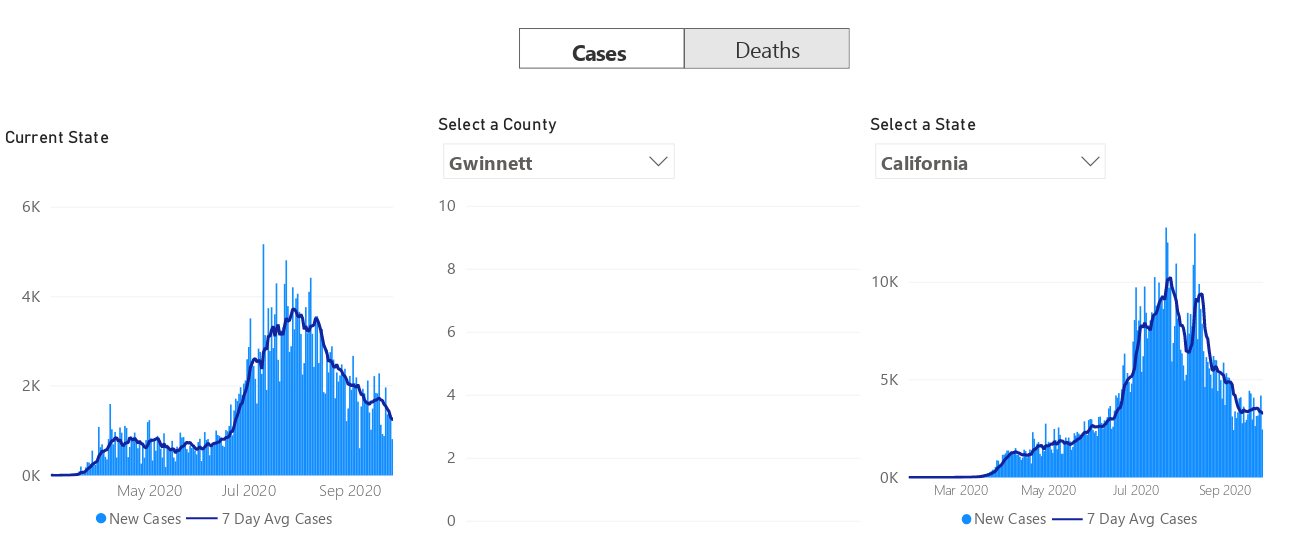 Cases Deaths
Current State
Select a County
Gwinnett
Select a State
California
6K
4K
2K
0K
May 2020 Jul 2020 Sep 2020
New Cases 7 Day Avg Cases
10
8
6
4
2
0
10K
5K
0K
Mar 2020 May 2020 Jul 2020 Sep 2020
New Cases 7 Day Avg Cases